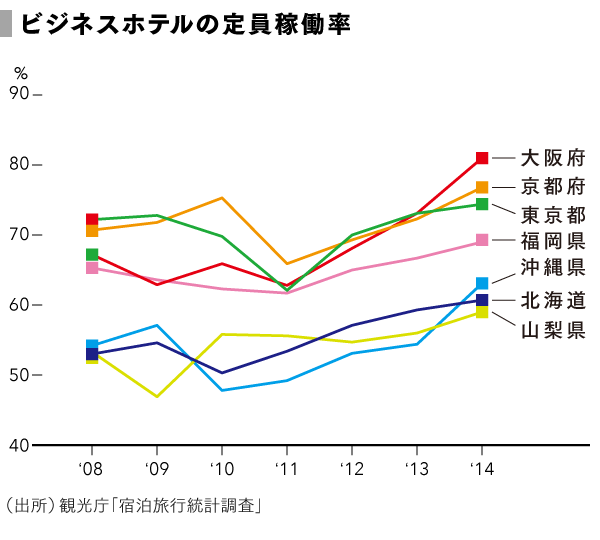 ビジネスホテルの定員稼働率
%
90
80
70
60
50
40
大阪府
京都府
東京都
福岡県
沖縄県
北海道
山梨県
‘08 ‘09 ‘10 ‘11 ‘12 ‘13 ‘14
（出所）観光庁「宿泊旅行統計調査」